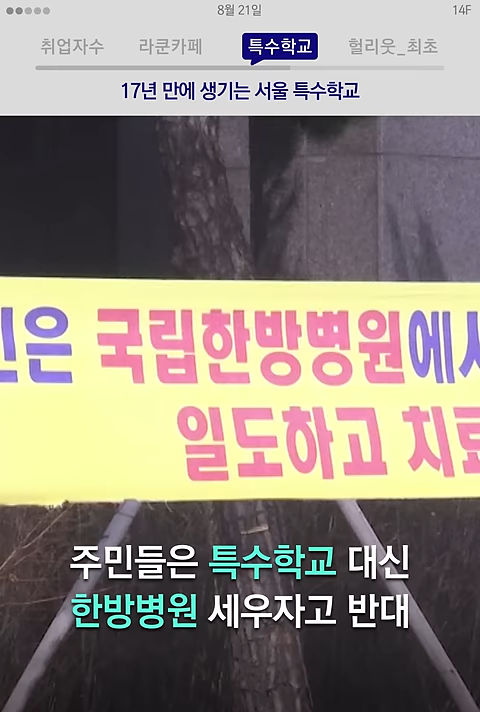 8월 21일
14F
취업자수
라쿤카페
특수학교
헐리웃_최초
17년 만에 생기는 서울 특수학교
은 국립한방병원에서
일도하고 치료
주민들은 특수학교 대신
한방병원 세우자고 반대